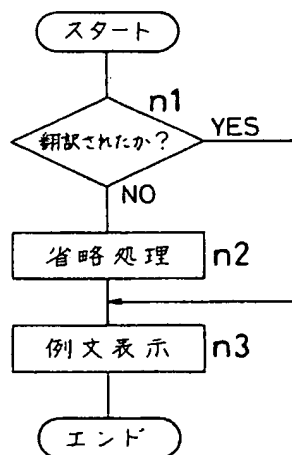 スタート
n1
翻訳されたか?
YES
NO
省略処理
n2
例文表示
n3
エンド